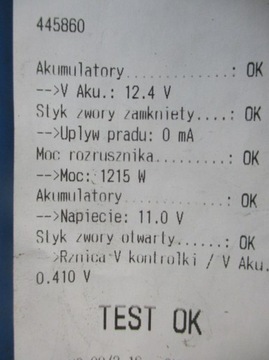 445860
Akumulatory.............: OK
-->V Aku.: 12.4 V
Styk zwory zamkniety....: OK
-->Uplyw pradu: 0 mA
Moc rozrusznika.........: OK
-->Moc: 1215 W
Akumulatory.............: OK
-->Napiecie: 11.0 V
Styk zwory otwarty......: OK
->Rznica V kontrolki / V Aku.
0.410 V
TEST OK